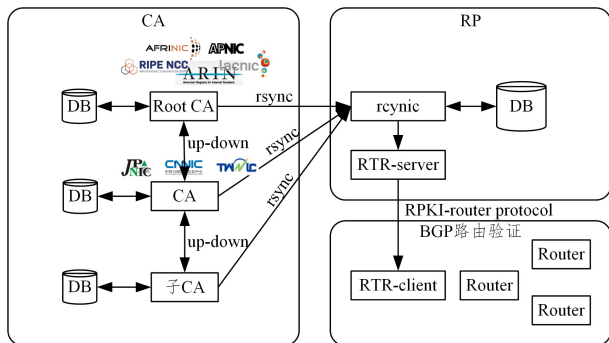 CA
RP
AFRINIC
APNIC
lacnic
RIPE NCC
ARIN
DB
Root CA
rsync
rcynic
DB
up-down
rsync
RTR-server
JPNIC
CNNIC
TWNIC
DB
CA
rsync
RPKI-router protocol
BGP路由验证
up-down
Router
DB
子CA
RTR-client
Router
Router